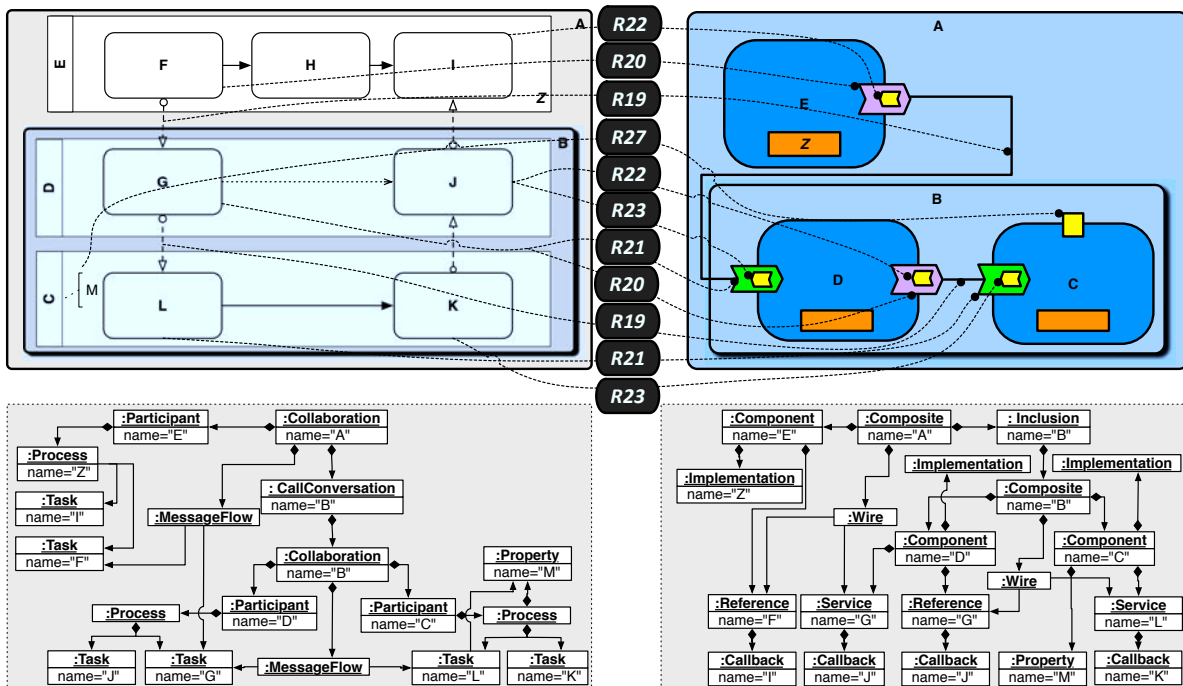 A
E
F
H
I
Z
B
D
G
J
C
M
L
K
R22
R20
R19
R27
R22
R23
R21
R20
R19
R21
R23
A
E
Z
B
D
C
:Participant
name="E"
:Collaboration
name="A"
:Process
name="Z"
: CallConversation
name="B"
:Task
name="I"
:MessageFlow
:Task
name="F"
:Collaboration
name="B"
:Property
name="M"
:Process
:Participant
name="D"
:Participant
name="C"
:Process
:Task
name="J"
:Task
name="G"
:MessageFlow
:Task
name="L"
:Task
name="K"
:Component
name="E"
:Composite
name="A"
: Inclusion
name="B"
:Implementation
name="Z"
:Implementation
:Implementation
:Composite
name="B"
:Wire
:Component
name="D"
:Component
name="C"
:Wire
:Reference
name="F"
:Service
name="G"
:Reference
name="G"
:Service
name="L"
:Callback
name="I"
:Callback
name="J"
:Callback
name="J"
:Property
name="M"
:Callback
name="K"